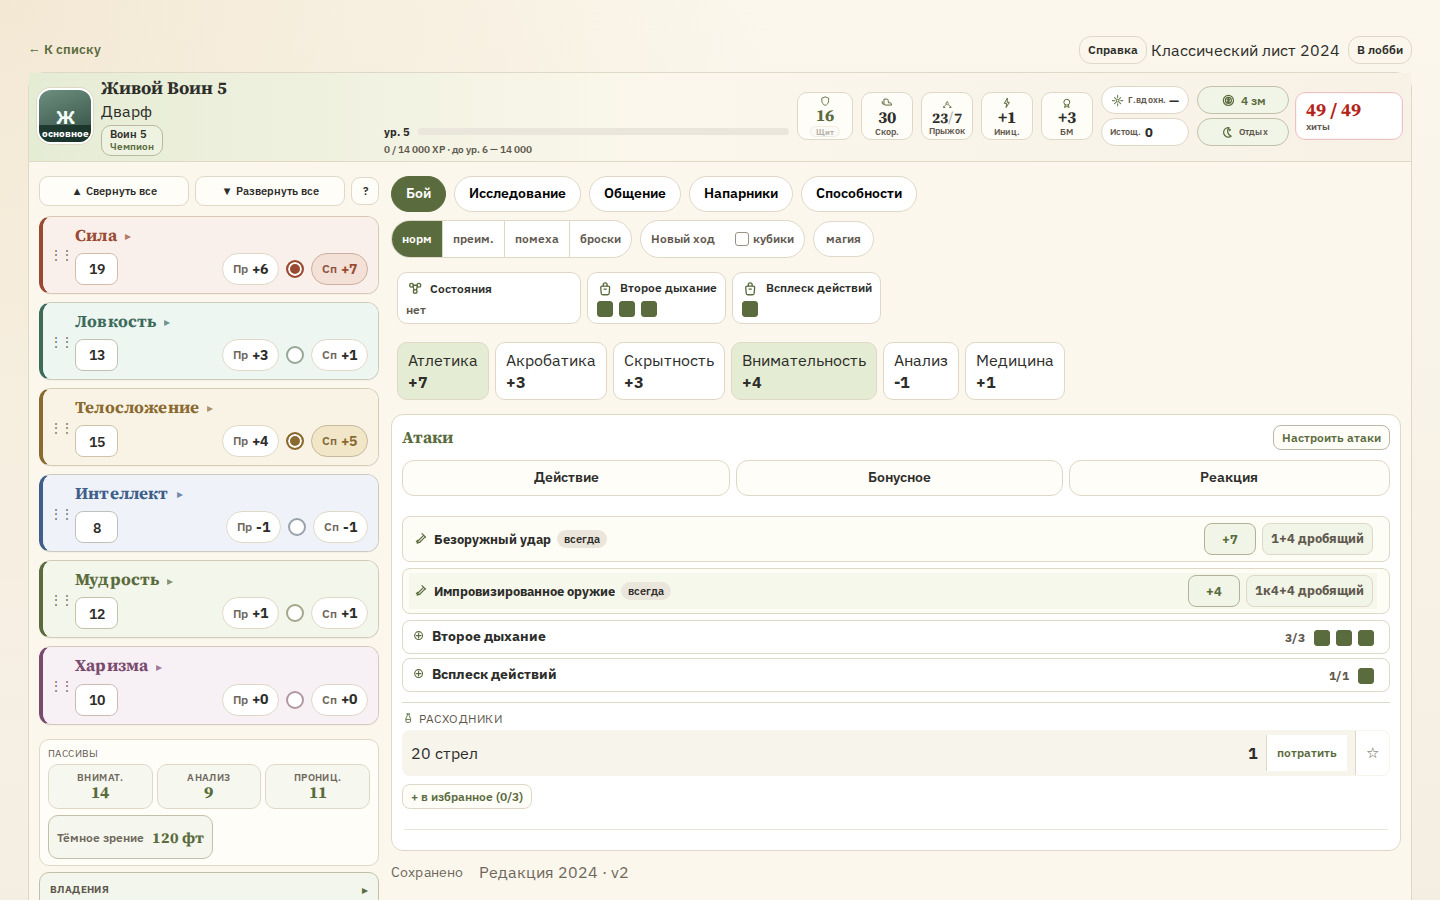 ← К списку
Справка Классический лист 2024 В лобби
Ж
основное
Живой Воин 5
Дварф
Воин 5
Чемпион
ур. 5
0 / 14 000 XP · до ур. 6 — 14 000
16
Щит
30
Скор.
23/7
Прыжок
+1
Иниц.
+3
БМ
Г.вдохн. —
Истощ. 0
4 зм
Отдых
49 / 49
хиты
▲ Свернуть все ▼ Развернуть все ?
Сила ▸
19 Пр +6 Сп +7
Ловкость ▸
13 Пр +3 Сп +1
Телосложение ▸
15 Пр +4 Сп +5
Интеллект ▸
8 Пр -1 Сп -1
Мудрость ▸
12 Пр +1 Сп +1
Харизма ▸
10 Пр +0 Сп +0
ПАССИВЫ
ВНИМАТ. АНАЛИЗ ПРОНИЦ.
14 9 11
Тёмное зрение 120 фт
ВЛАДЕНИЯ ▸
Бой Исследование Общение Напарники Способности
норм преим. помеха броски Новый ход кубики магия
Состояния
нет
Второе дыхание
Всплеск действий
Атлетика
+7
Акробатика
+3
Скрытность
+3
Внимательность
+4
Анализ
-1
Медицина
+1
Атаки Настроить атаки
Действие Бонусное Реакция
Безоружный удар всегда +7 1+4 дробящий
Импровизированное оружие всегда +4 1к4+4 дробящий
Второе дыхание 3/3
Всплеск действий 1/1
РАСХОДНИКИ
20 стрел 1 потратить ☆
+ в избранное (0/3)
Сохранено Редакция 2024 · v2